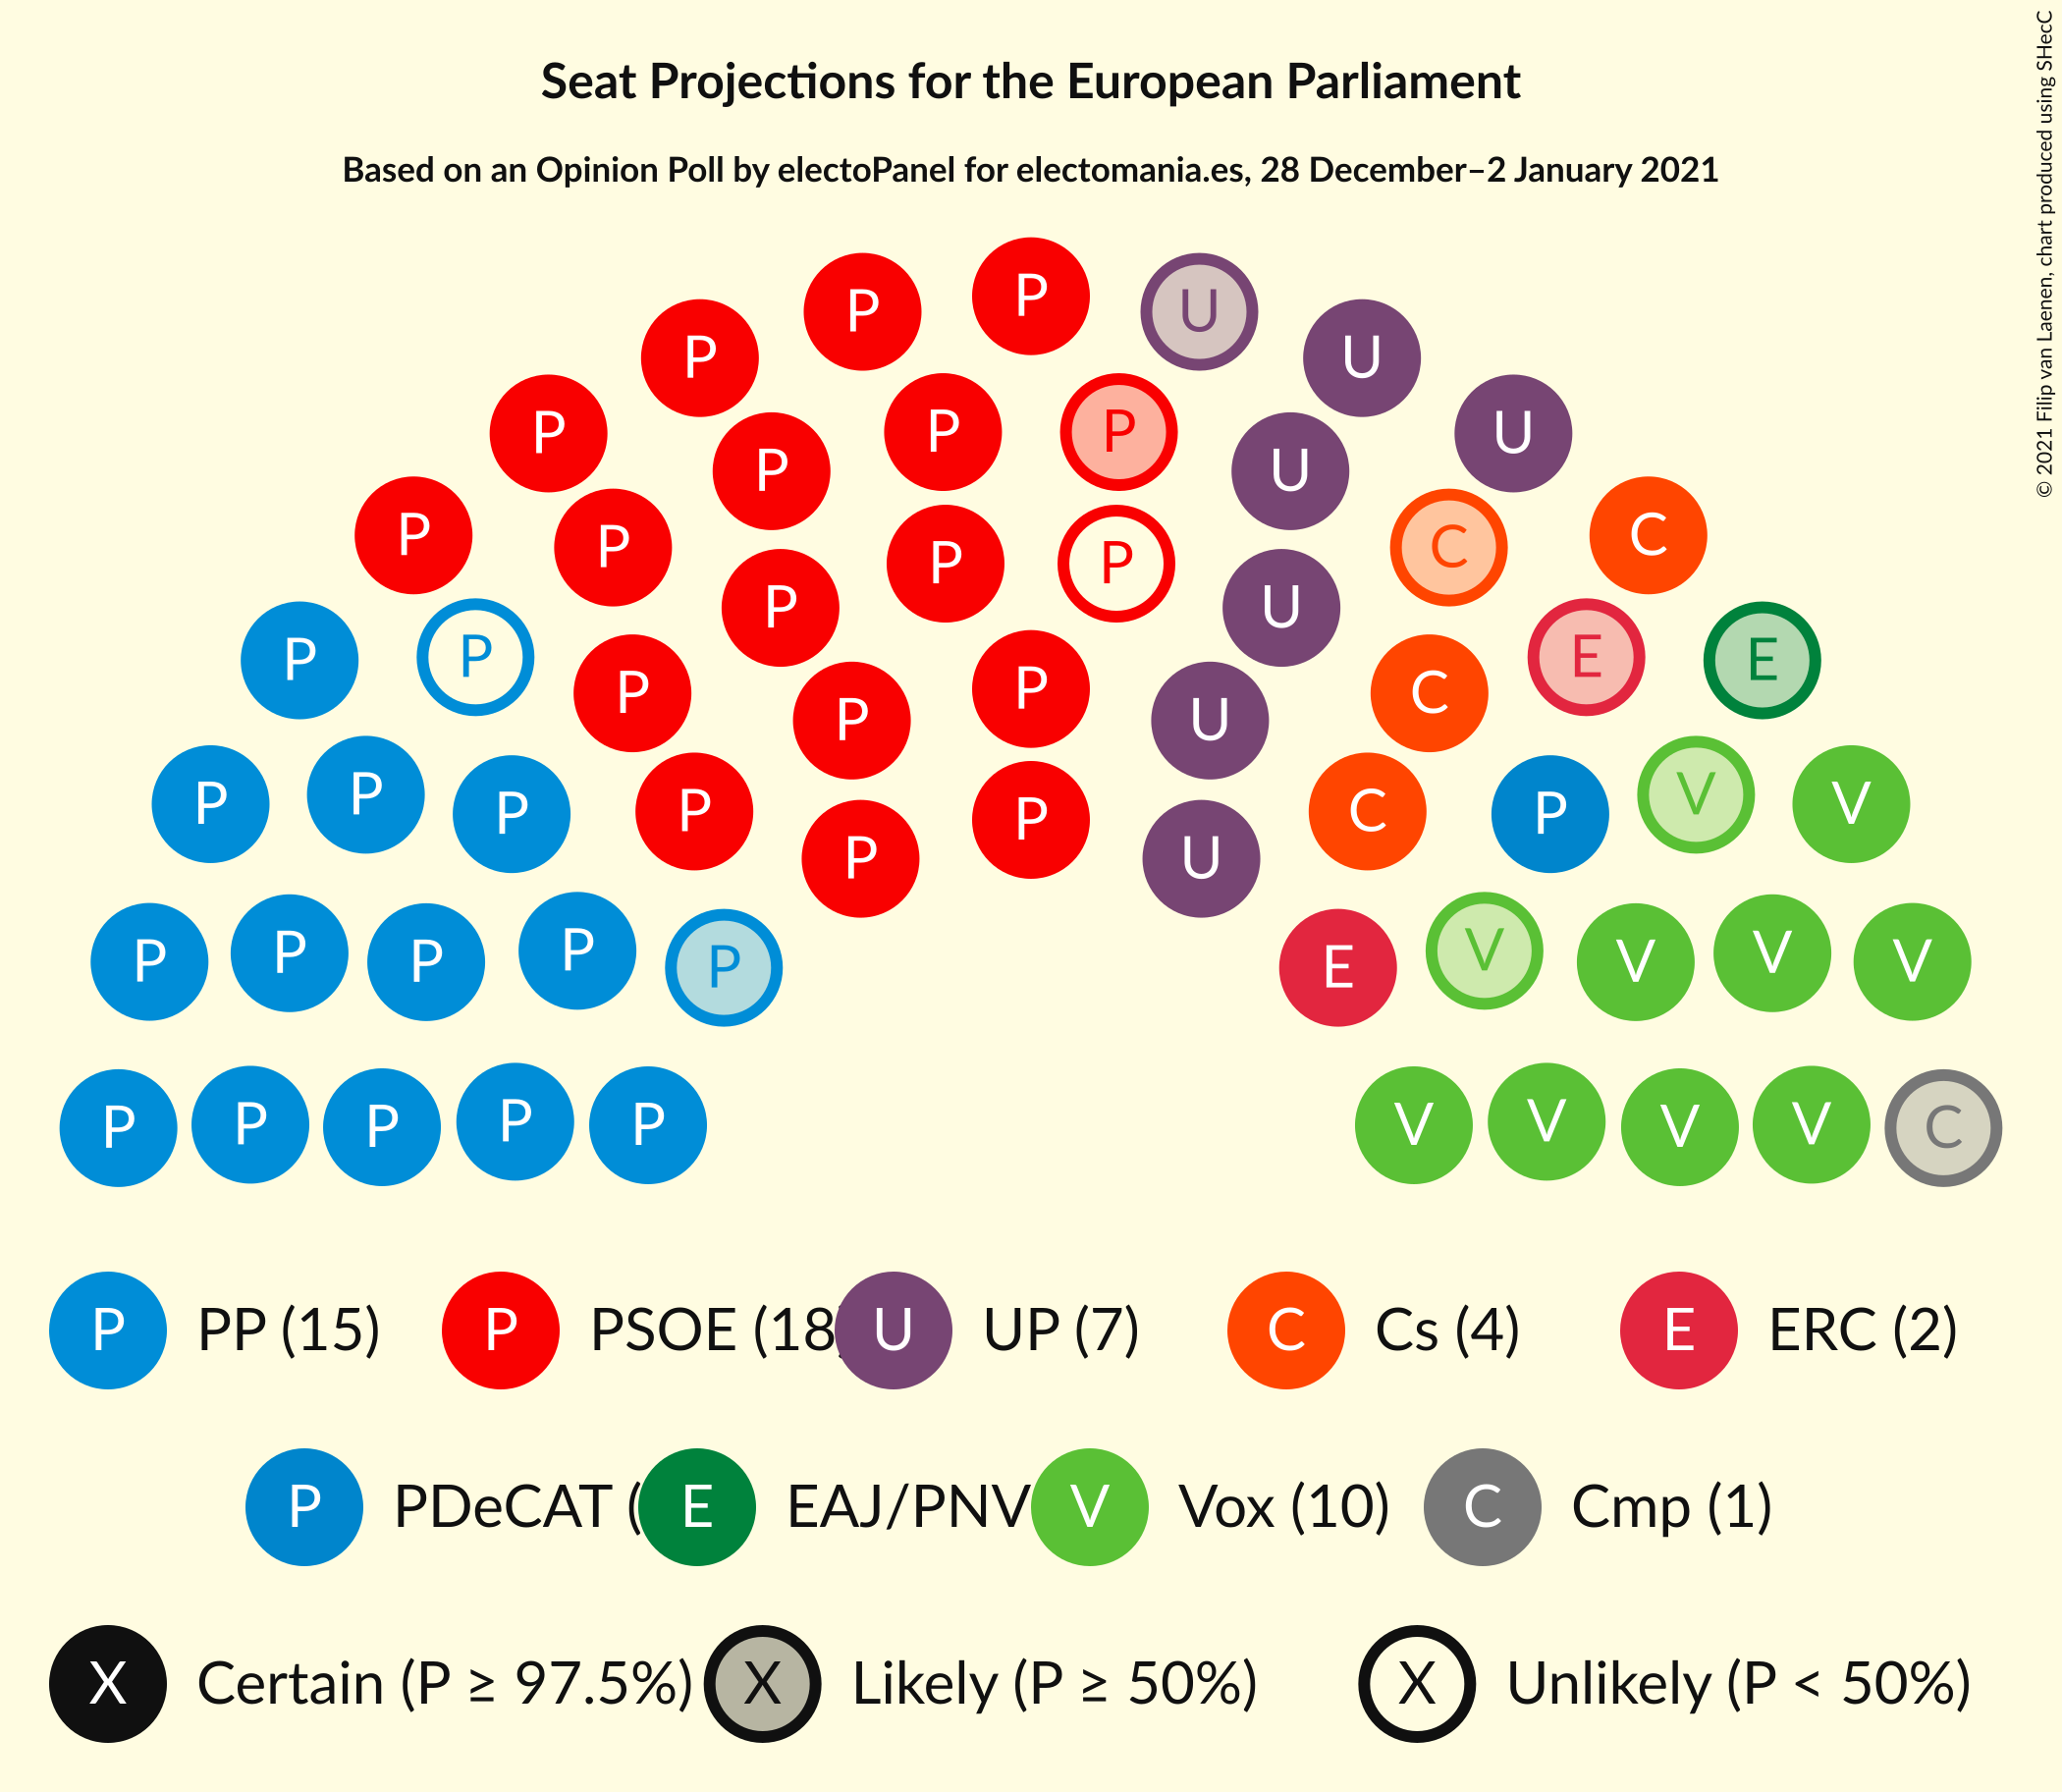 Seat Projections for the European Parliament
Based on an Opinion Poll by electoPanel for electomania.es, 28 December–2 January 2021
© 2021 Filip van Laenen, chart produced using SHecC
P
P U
P U
P P P U
P U
P P C C
P P
P U
P P E E
P P C
P U
P P P P P C P V V
P U
P P P P P E V V V V
P P P P P V V V V C
P PP (15) P PSOE (18 U UP (7) C Cs (4) E ERC (2)
P PDeCAT ( E EAJ/PNV V Vox (10) C Cmp (1)
X Certain (P ≥ 97.5%) X Likely (P ≥ 50%) X Unlikely (P < 50%)